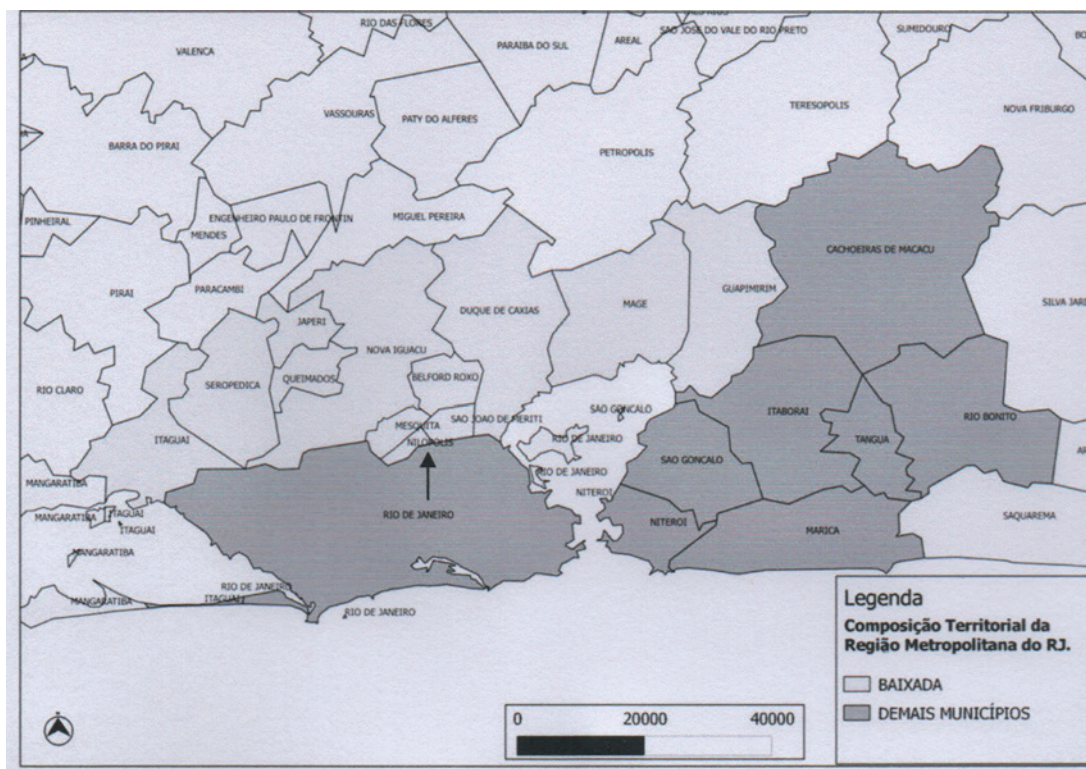 RIO DAS FLORES
SAO JOSE DO VALE DO RIO PRETO
SUMIDOURO
VALENCA
PARAIBA DO SUL
AREAL
VASSOURAS
TERESOPOLIS
NOVA FRIBURGO
PATY DO ALFERES
BARRA DO PIRAI
PETROPOLIS
PINHEIRAL
ENGENHEIRO PAULO DE FRONTIN
MIGUEL PEREIRA
MENDES
CACHOEIRAS DE MACACU
PIRAI
PARACAMBI
GUAPIMIRIM
SILVA JARI
MAGE
DUQUE DE CAXIAS
JAPERI
NOVA IGUACU
RIO CLARO
SEROPEDICA
QUEIMADOS
BELFORD ROXO
SAO GONCALO
ITABORAI
RIO BONITO
SAO JOAO DE MERITI
MESQUITA
ITAGUAI
NILOPOLIS
RIO DE JANEIRO
TANGUA
AR
SAO GONCALO
RIO DE JANEIRO
MANGARATIBA
NITEROI
MANGARATIBA
ITAGUAI
RIO DE JANEIRO
SAQUAREMA
ITAGUAI
NITEROI
MARICA
MANGARATIBA
RIO DE JANEIRO
MANGARATIBA
ITAGUAI
RIO DE JANEIRO
Legenda
Composição Territorial da
Região Metropolitana do RJ.
BAIXADA
DEMAIS MUNICÍPIOS
0 20000 40000